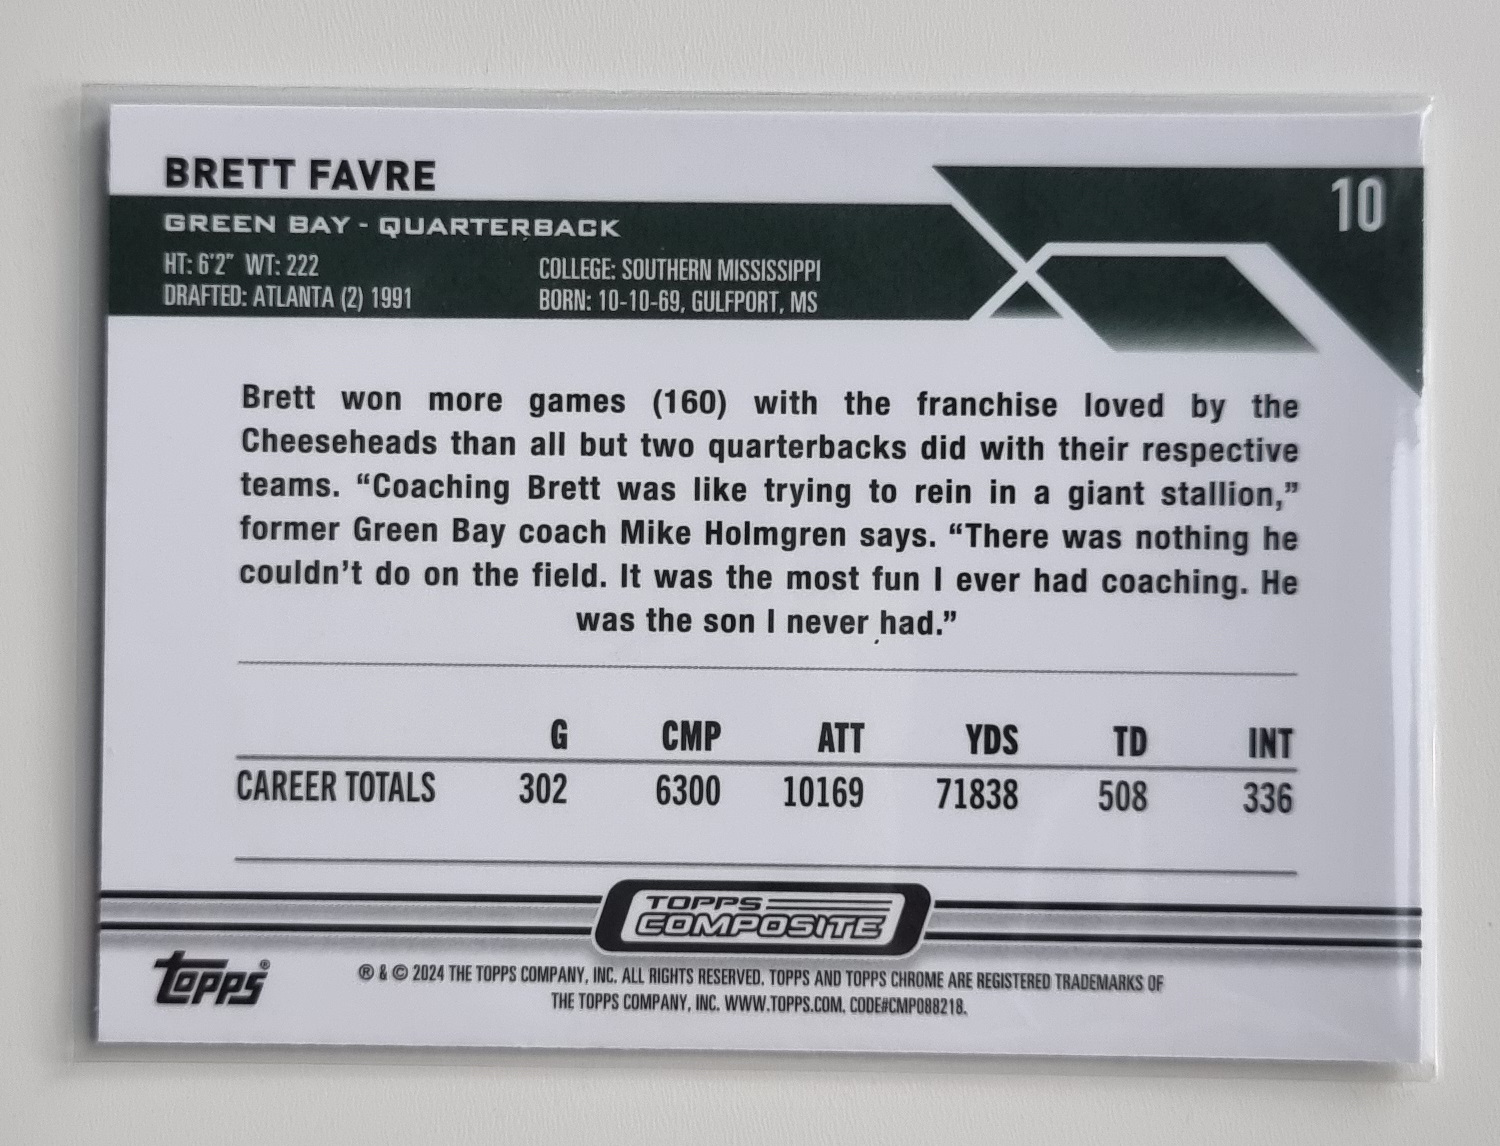 BRETT FAVRE
10
GREEN BAY - QUARTERBACK
HT: 6'2" WT: 222
COLLEGE: SOUTHERN MISSISSIPPI
DRAFTED: ATLANTA (2) 1991
BORN: 10-10-69, GULFPORT, MS
Brett won more games (160) with the franchise loved by the
Cheeseheads than all but two quarterbacks did with their respective
teams. “Coaching Brett was like trying to rein in a giant stallion,”
former Green Bay coach Mike Holmgren says. “There was nothing he
couldn’t do on the field. It was the most fun I ever had coaching. He
was the son I never had.”
G CMP ATT YDS TD INT
CAREER TOTALS 302 6300 10169 71838 508 336
TOPPS
COMPOSITE
topps®
® & © 2024 THE TOPPS COMPANY, INC. ALL RIGHTS RESERVED. TOPPS AND TOPPS CHROME ARE REGISTERED TRADEMARKS OF
THE TOPPS COMPANY, INC. WWW.TOPPS.COM. CODE#CMP088218.